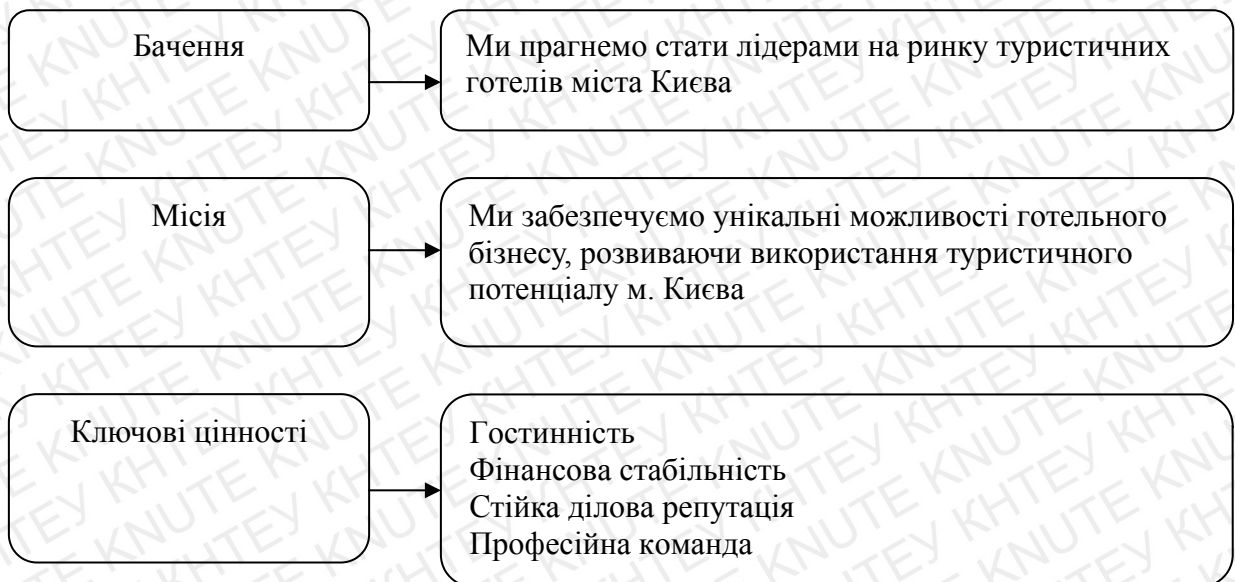 Бачення
Ми прагнемо стати лідерами на ринку туристичних
готелів міста Києва
Місія
Ми забезпечуємо унікальні можливості готельного
бізнесу, розвиваючи використання туристичного
потенціалу м. Києва
Ключові цінності
Гостинність
Фінансова стабільність
Стійка ділова репутація
Професійна команда